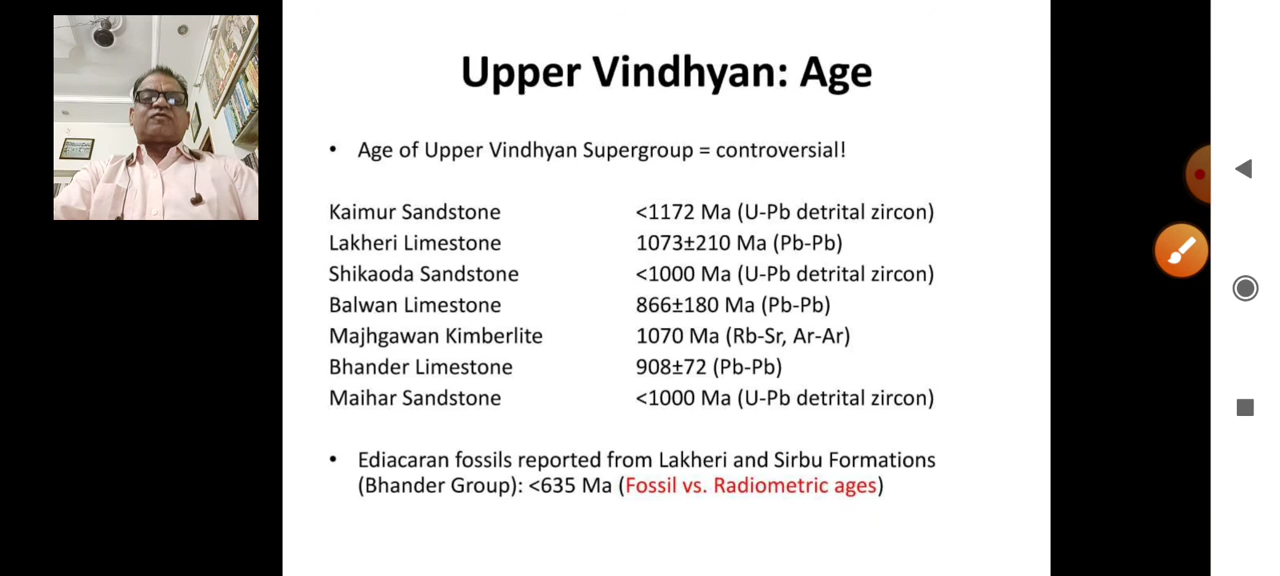 Upper Vindhyan: Age
• Age of Upper Vindhyan Supergroup = controversial!
Kaimur Sandstone <1172 Ma (U-Pb detrital zircon)
Lakheri Limestone 1073±210 Ma (Pb-Pb)
Shikaoda Sandstone <1000 Ma (U-Pb detrital zircon)
Balwan Limestone 866±180 Ma (Pb-Pb)
Majhgawan Kimberlite 1070 Ma (Rb-Sr, Ar-Ar)
Bhander Limestone 908±72 (Pb-Pb)
Maihar Sandstone <1000 Ma (U-Pb detrital zircon)
• Ediacaran fossils reported from Lakheri and Sirbu Formations
(Bhander Group): <635 Ma (Fossil vs. Radiometric ages)